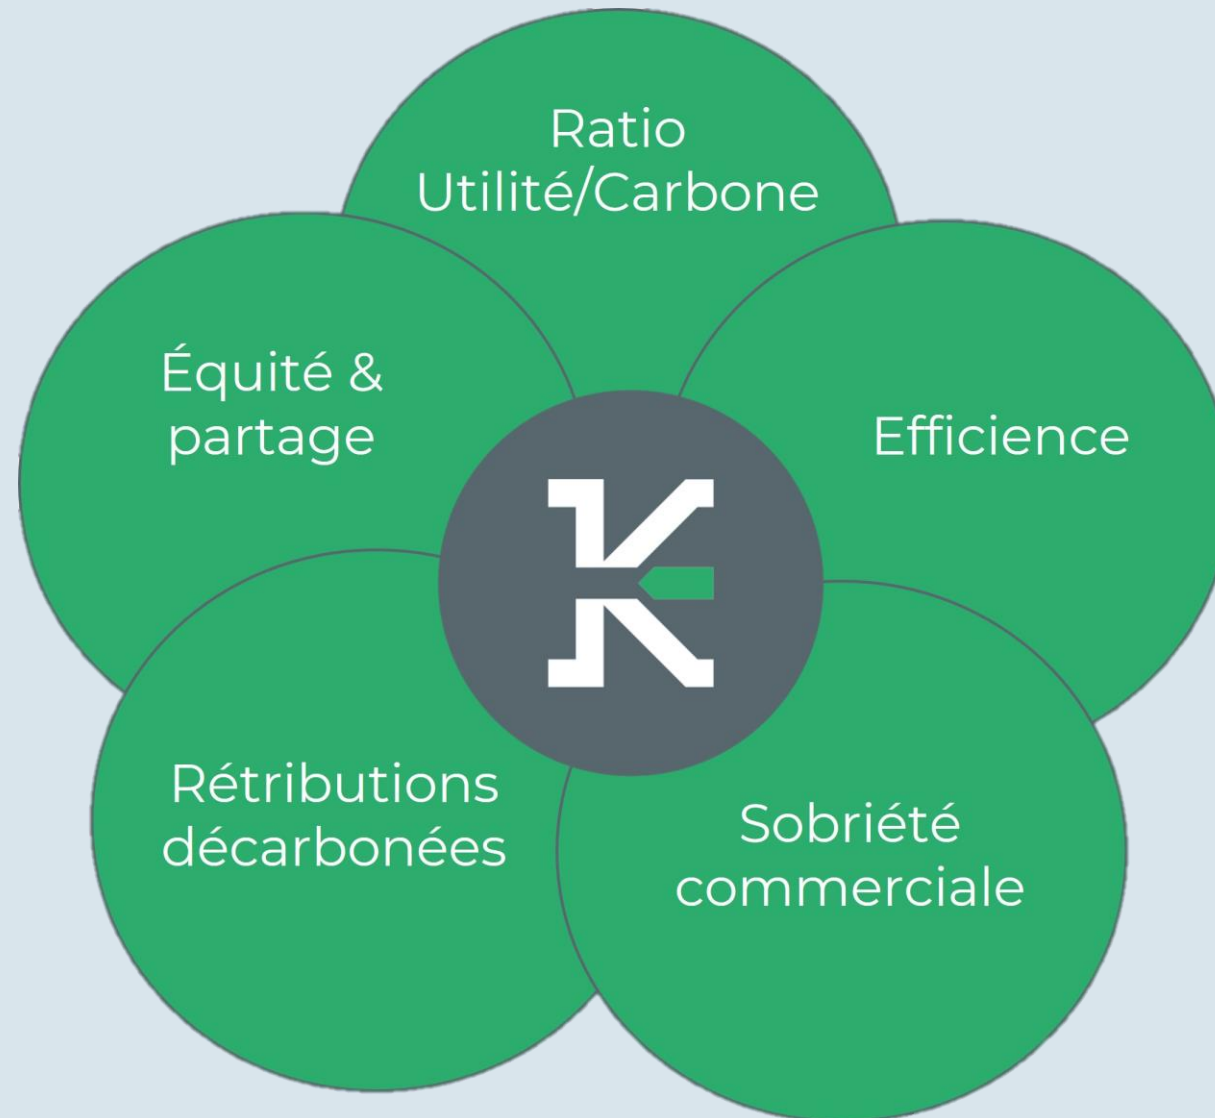 Ratio
Utilité/Carbone
Équité &
partage
Efficience
Rétributions
décarbonées
Sobriété
commerciale